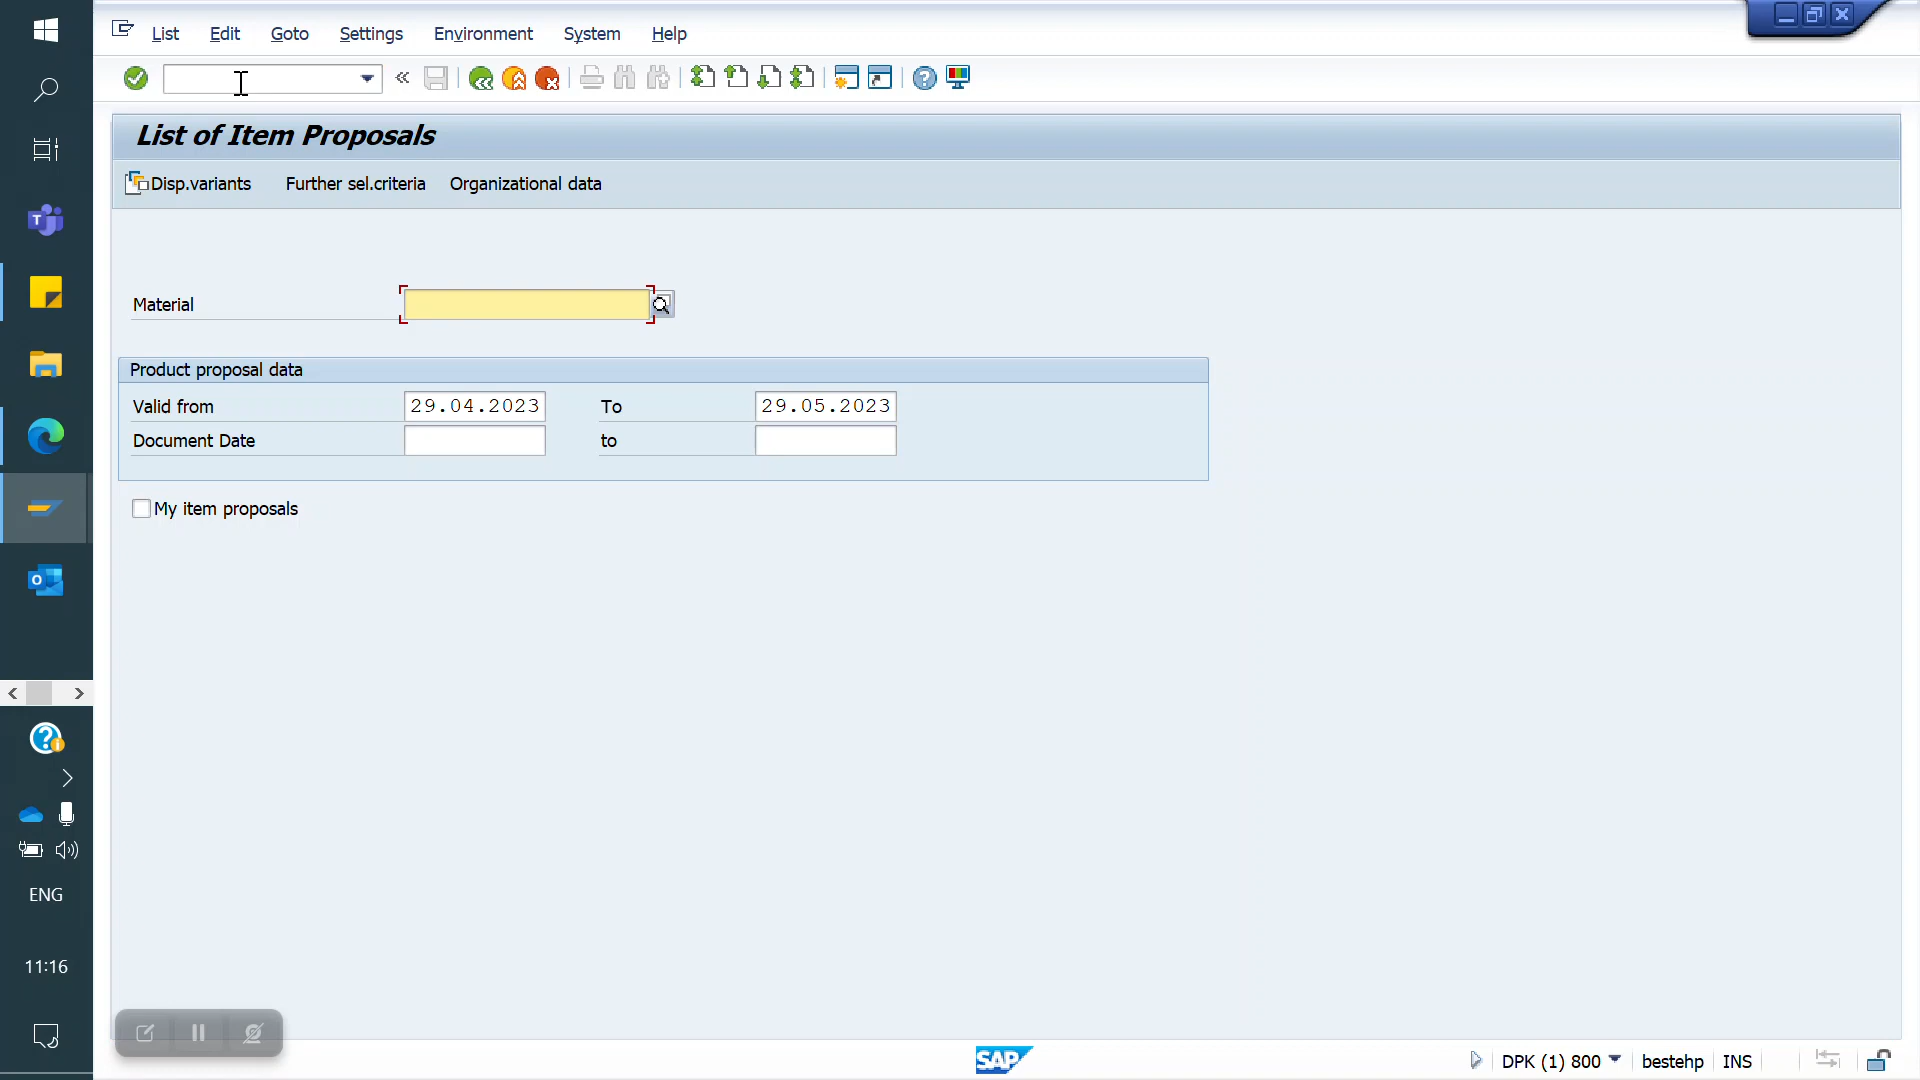 List Edit Goto Settings Environment System Help
List of Item Proposals
Disp.variants Further sel.criteria Organizational data
Material
Product proposal data
Valid from 29.04.2023 To 29.05.2023
Document Date to
My item proposals
ENG
11:16
SAP DPK (1) 800 bestehp INS